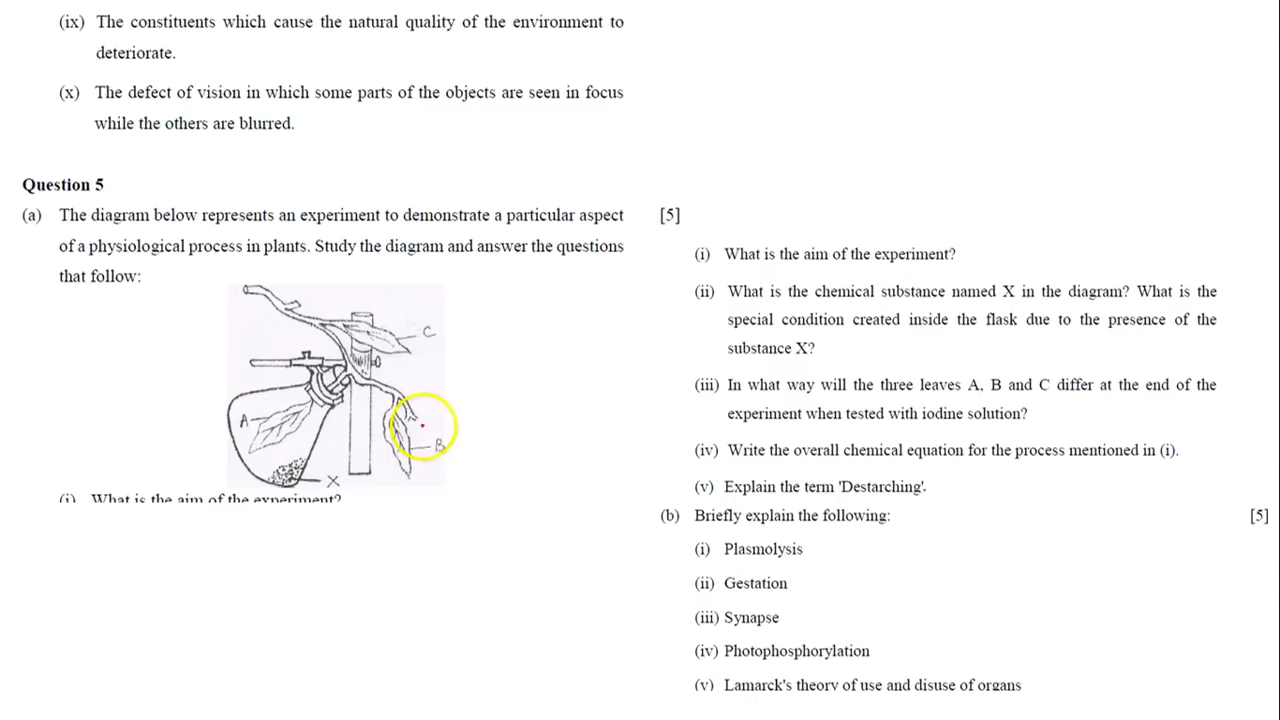 (ix) The constituents which cause the natural quality of the environment to
deteriorate.
(x) The defect of vision in which some parts of the objects are seen in focus
while the others are blurred.
Question 5
(a) The diagram below represents an experiment to demonstrate a particular aspect
of a physiological process in plants. Study the diagram and answer the questions
that follow:
C
A
B
X
(i) What is the aim of the experiment?
[5]
(i) What is the aim of the experiment?
(ii) What is the chemical substance named X in the diagram? What is the
special condition created inside the flask due to the presence of the
substance X?
(iii) In what way will the three leaves A, B and C differ at the end of the
experiment when tested with iodine solution?
(iv) Write the overall chemical equation for the process mentioned in (i).
(v) Explain the term 'Destarching'.
(b) Briefly explain the following: [5]
(i) Plasmolysis
(ii) Gestation
(iii) Synapse
(iv) Photophosphorylation
(v) Lamarck's theory of use and disuse of organs